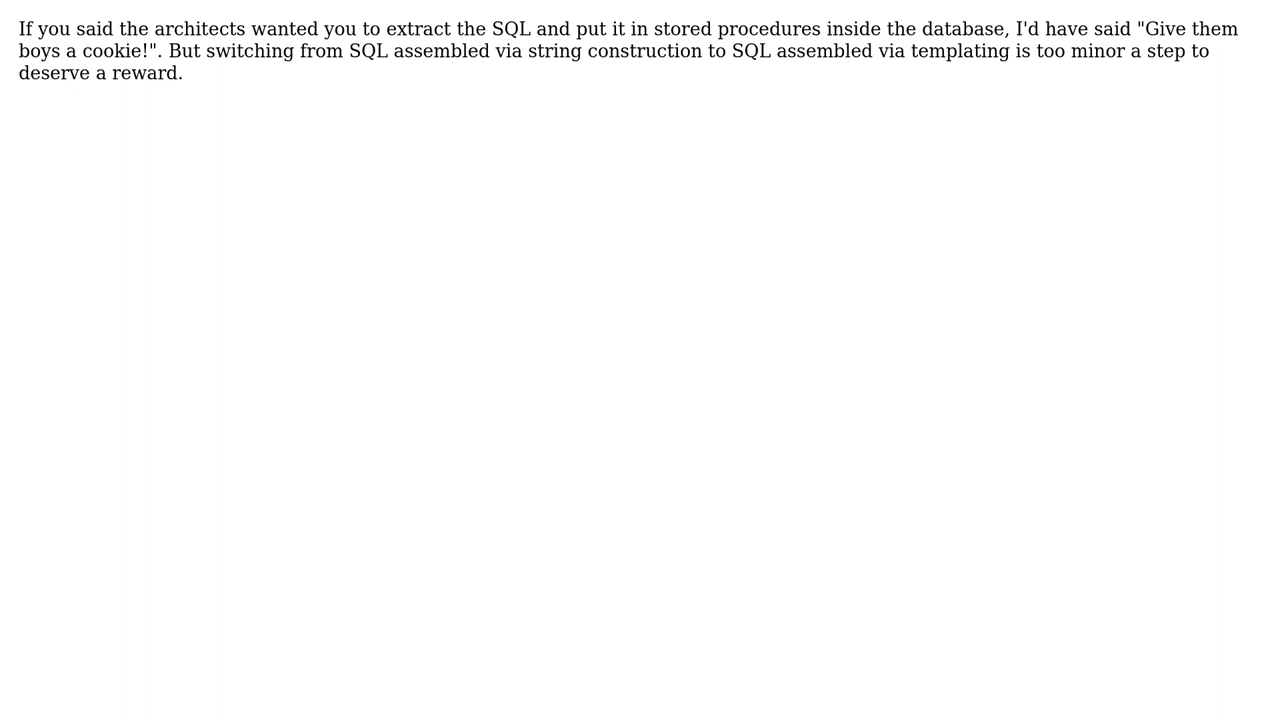 If you said the architects wanted you to extract the SQL and put it in stored procedures inside the database, I'd have said "Give them
boys a cookie!". But switching from SQL assembled via string construction to SQL assembled via templating is too minor a step to
deserve a reward.